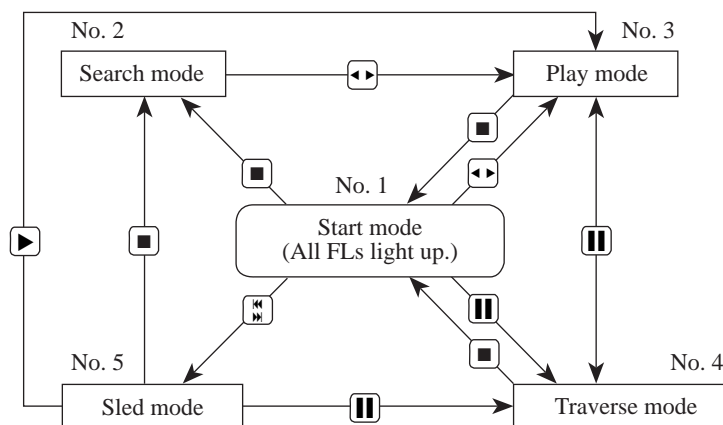 No. 2
No. 3
Search mode
Play mode
No. 1
Start mode
(All FLs light up.)
No. 5
No. 4
Sled mode
Traverse mode